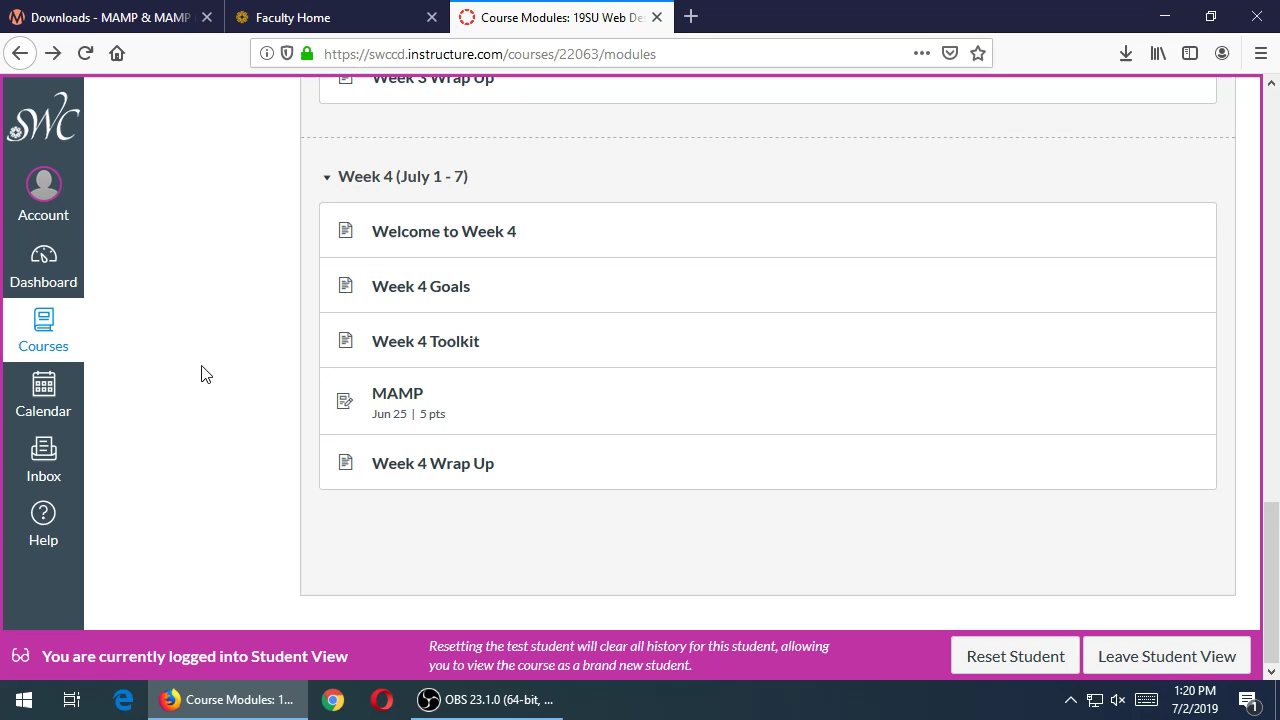 Downloads - MAMP & MAMP
Faculty Home
Course Modules: 19SU Web De
https://swccd.instructure.com/courses/22063/modules
Week 3 Wrap Up
SWC
Account
Dashboard
Courses
Calendar
Inbox
Help
Week 4 (July 1 - 7)
Welcome to Week 4
Week 4 Goals
Week 4 Toolkit
MAMP
Jun 25 | 5 pts
Week 4 Wrap Up
You are currently logged into Student View
Resetting the test student will clear all history for this student, allowing
you to view the course as a brand new student.
Reset Student
Leave Student View
Course Modules: 1...
OBS 23.1.0 (64-bit, ...
1:20 PM
7/2/2019
1